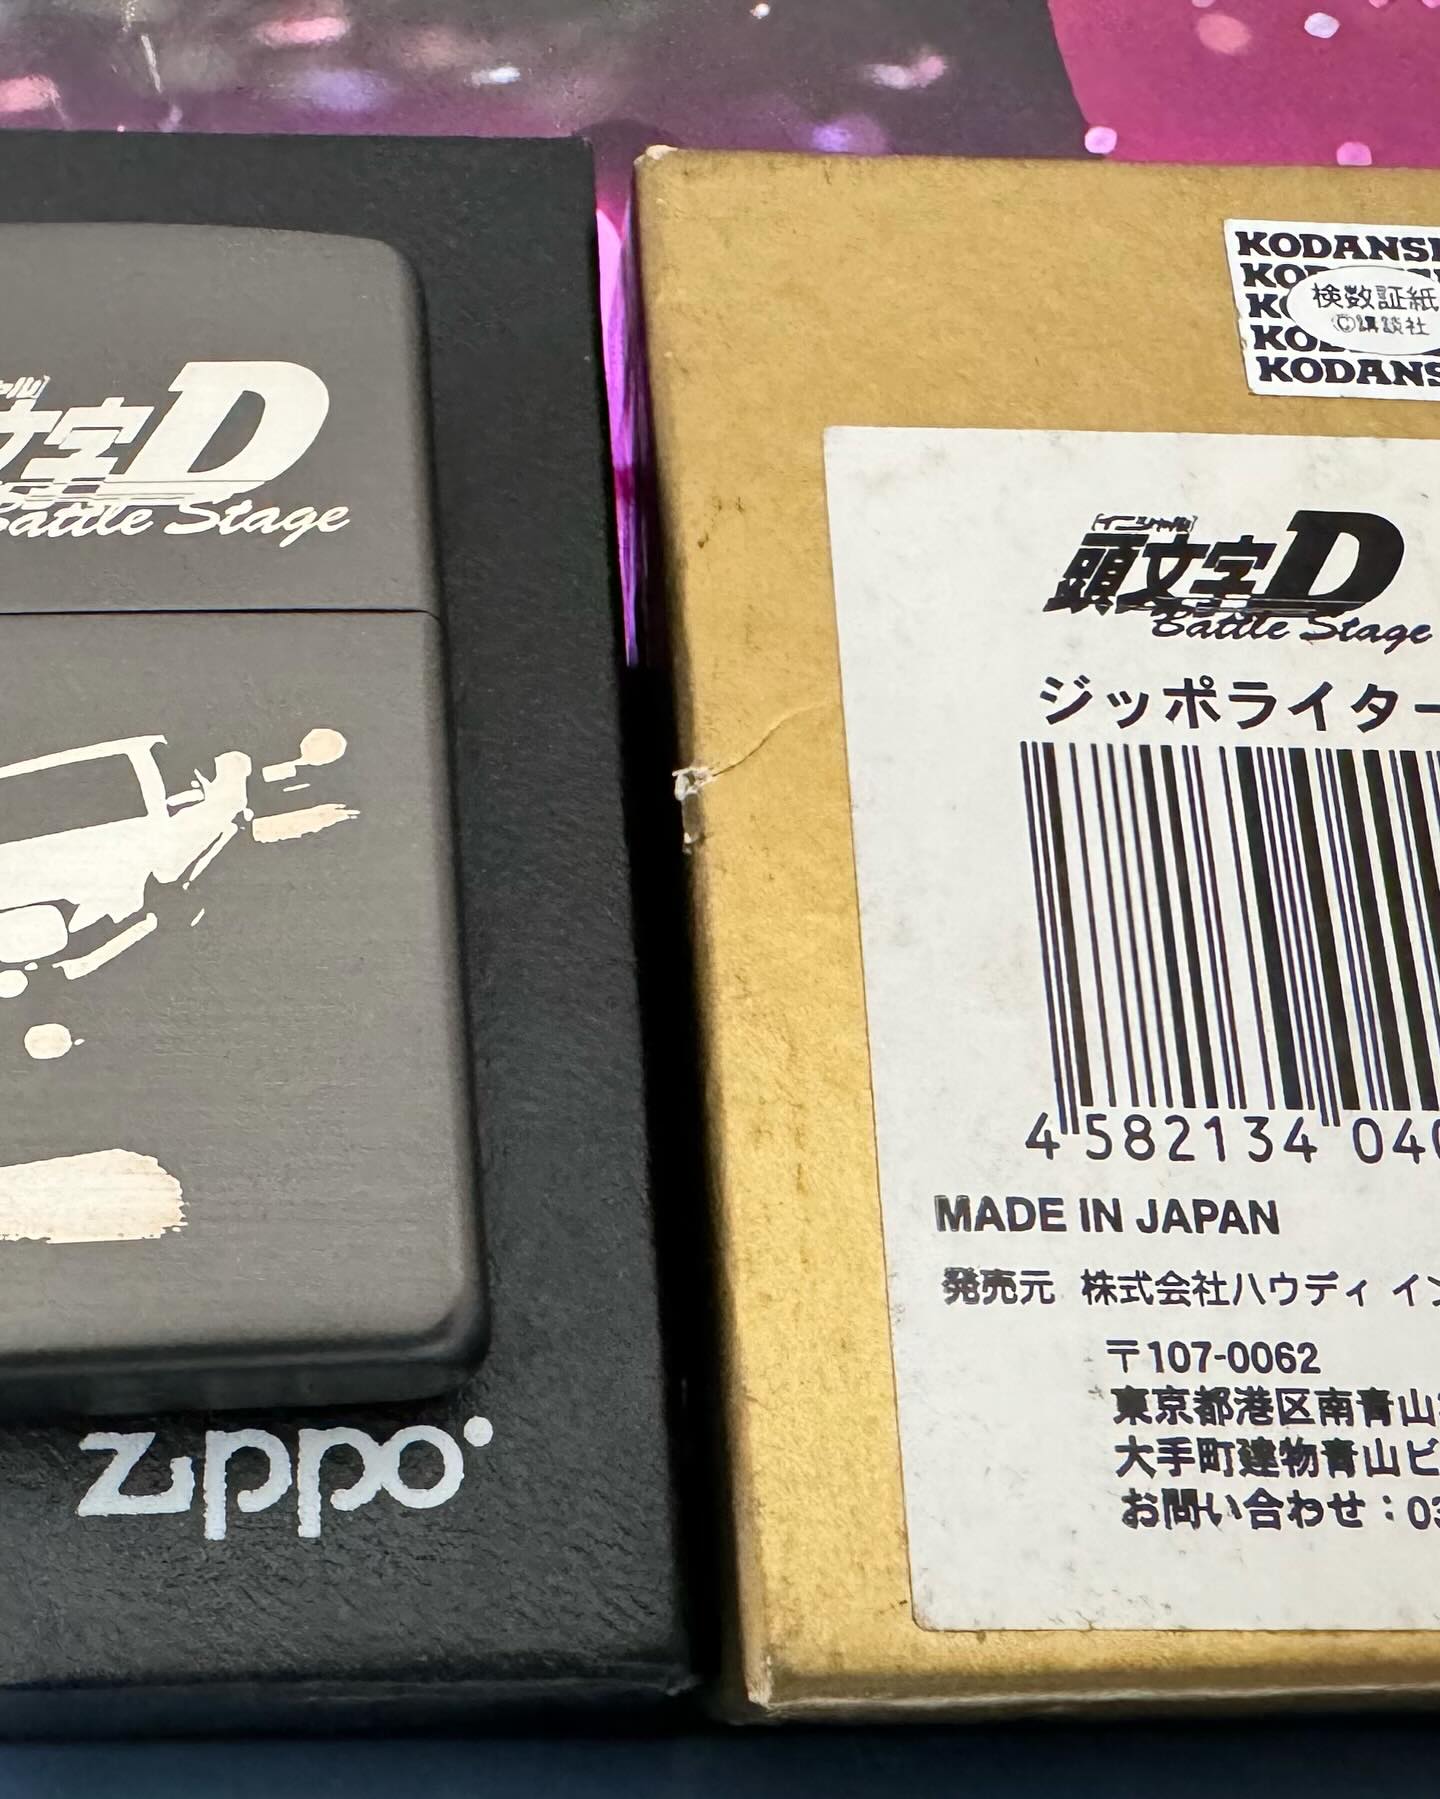 文字D
Battle Stage
zippo
KODANS
検数証紙
©講談社
KODANS
頭文字D
Battle Stage
ジッポライター
4 582134 040
MADE IN JAPAN
発売元 株式会社ハウディ イン
〒107-0062
東京都港区南青山
大手町建物青山ビ
お問い合わせ:03